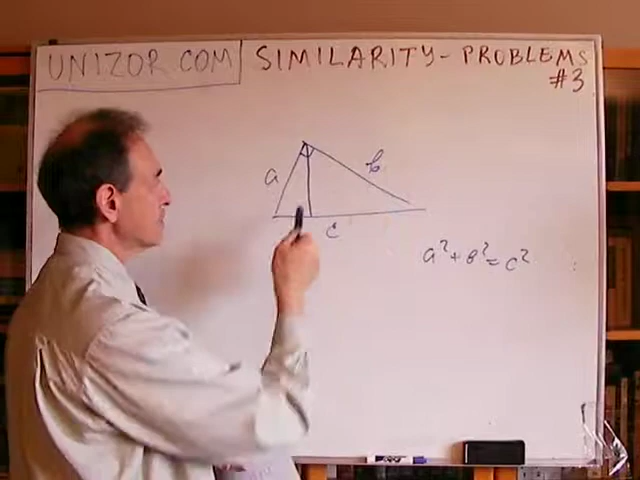 UNIZOR.COM
SIMILARITY - PROBLEMS
#3
a
b
c
a² + b² = c²